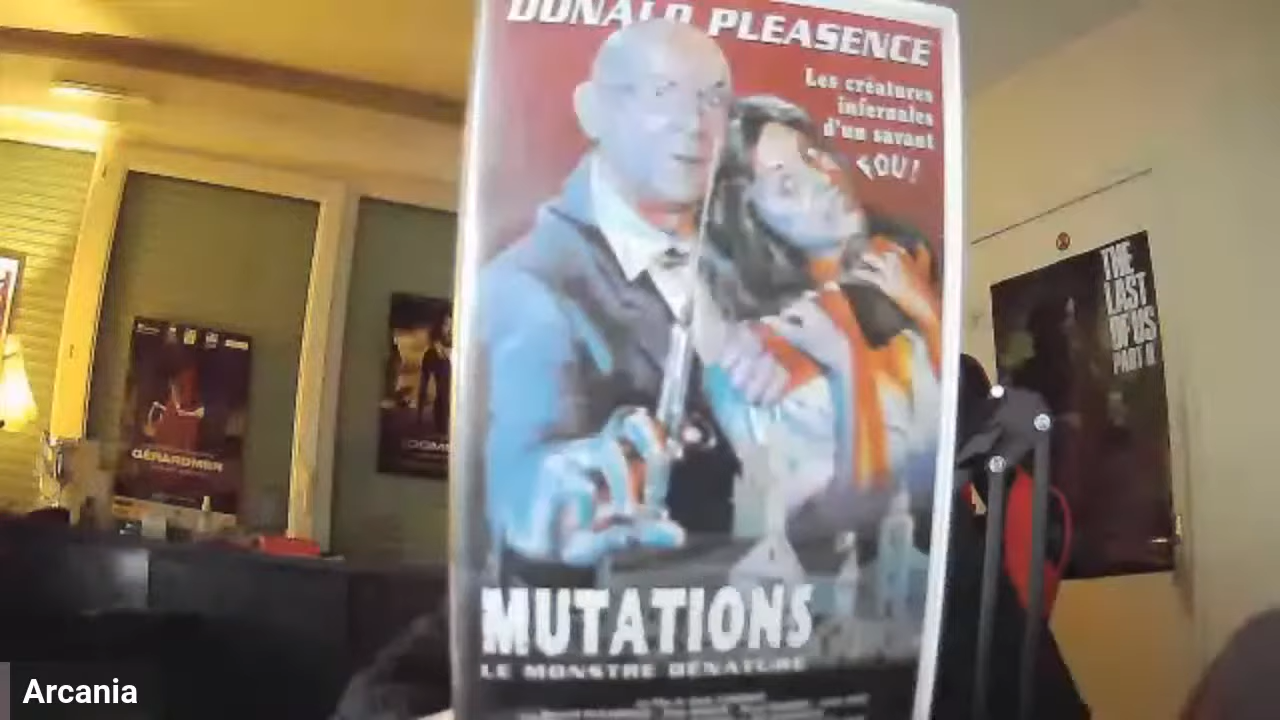 DONALD PLEASENCE
Les créatures
infernales
d'un savant
FOU!
THE
LAST
OF US
PART II
GÉRARDMER
MUTATIONS
LE MONSTRE DÉNATURÉ
Arcania